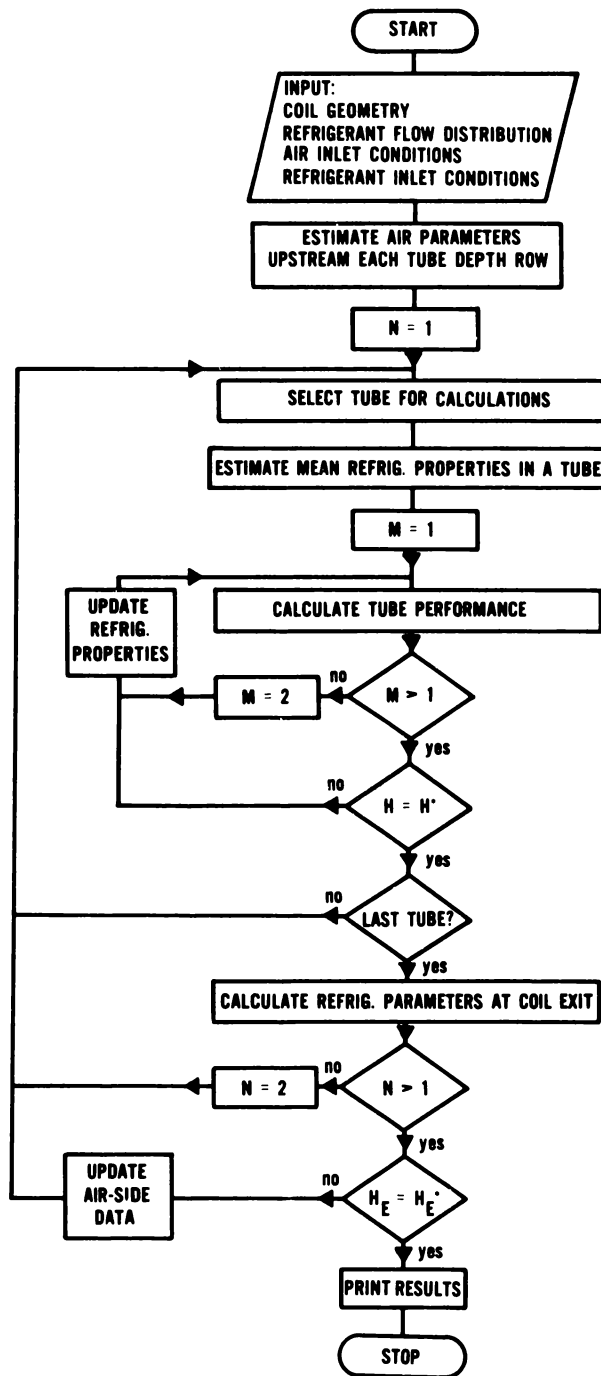 START
INPUT:
COIL GEOMETRY
REFRIGERANT FLOW DISTRIBUTION
AIR INLET CONDITIONS
REFRIGERANT INLET CONDITIONS
ESTIMATE AIR PARAMETERS
UPSTREAM EACH TUBE DEPTH ROW
N = 1
SELECT TUBE FOR CALCULATIONS
ESTIMATE MEAN REFRIG. PROPERTIES IN A TUBE
M = 1
UPDATE
REFRIG.
PROPERTIES
CALCULATE TUBE PERFORMANCE
M = 2
no
M > 1
yes
no
H = H*
yes
no
LAST TUBE?
yes
CALCULATE REFRIG. PARAMETERS AT COIL EXIT
N = 2
no
N > 1
yes
UPDATE
AIR-SIDE
DATA
no
H_E = H_E*
yes
PRINT RESULTS
STOP